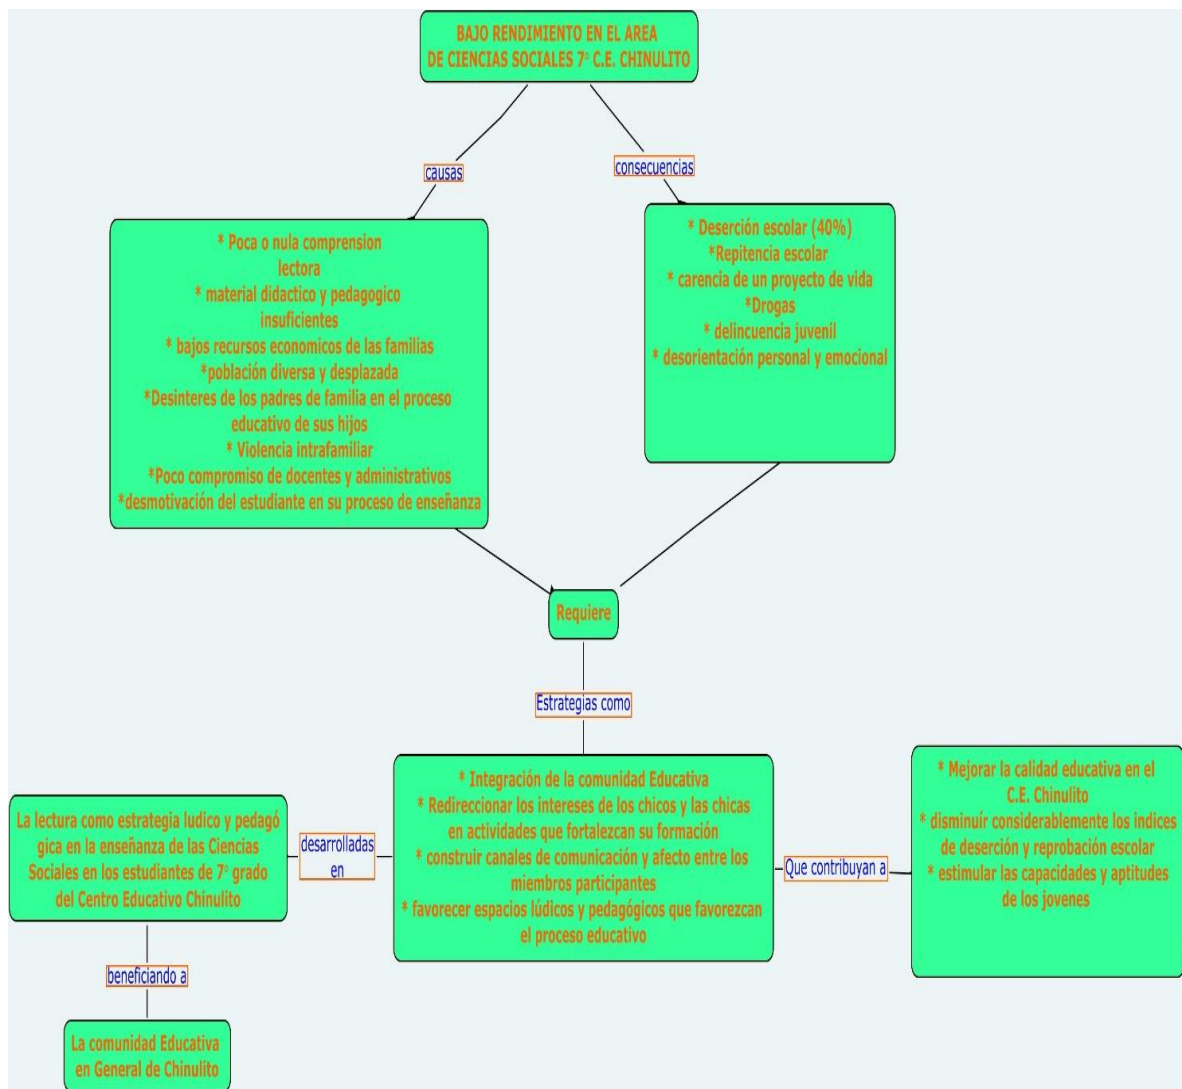 BAJO RENDIMIENTO EN EL AREA
DE CIENCIAS SOCIALES 7° C.E. CHINULITO
causas
consecuencias
* Poca o nula comprension
lectora
* material didactico y pedagogico
insuficientes
* bajos recursos economicos de las familias
*población diversa y desplazada
*Desinteres de los padres de familia en el proceso
educativo de sus hijos
* Violencia intrafamiliar
*Poco compromiso de docentes y administrativos
*desmotivación del estudiante en su proceso de enseñanza
* Deserción escolar (40%)
*Repitencia escolar
* carencia de un proyecto de vida
*Drogas
* delincuencia juvenil
* desorientación personal y emocional
Requiere
Estrategias como
La lectura como estrategia ludico y pedagó
gica en la enseñanza de las Ciencias
Sociales en los estudiantes de 7° grado
del Centro Educativo Chinulito
desarrolladas
en
* Integración de la comunidad Educativa
* Redireccionar los intereses de los chicos y las chicas
en actividades que fortalezcan su formación
* construir canales de comunicación y afecto entre los
miembros participantes
* favorecer espacios lúdicos y pedagógicos que favorezcan
el proceso educativo
Que contribuyan a
* Mejorar la calidad educativa en el
C.E. Chinulito
* disminuír considerablemente los indices
de deserción y reprobación escolar
* estimular las capacidades y aptitudes
de los jovenes
beneficiando a
La comunidad Educativa
en General de Chinulito